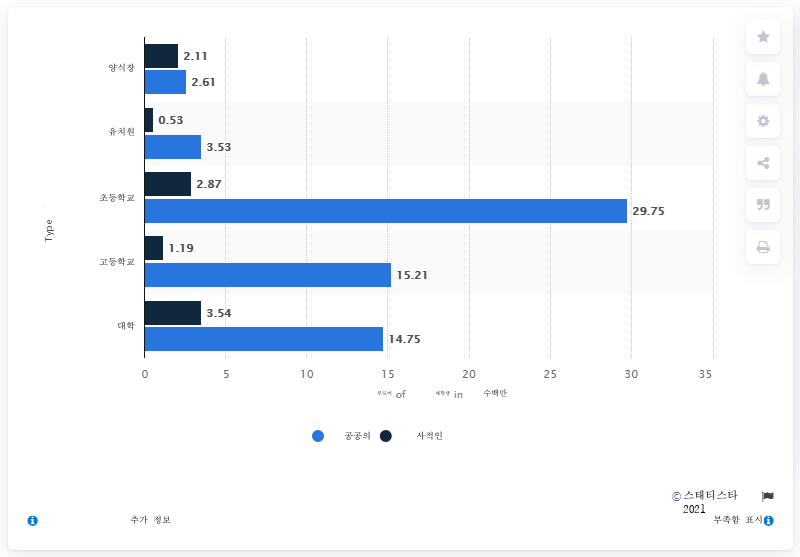 양식장
2.11
2.61
유치원
0.53
3.53
초등학교
2.87
29.75
고등학교
1.19
15.21
대학
3.54
14.75
Type
0 5 10 15 20 25 30 35
of 재학생 in 수백만
공공의 사적인
© 스태티스타
2021
추가 정보
부족함 표시